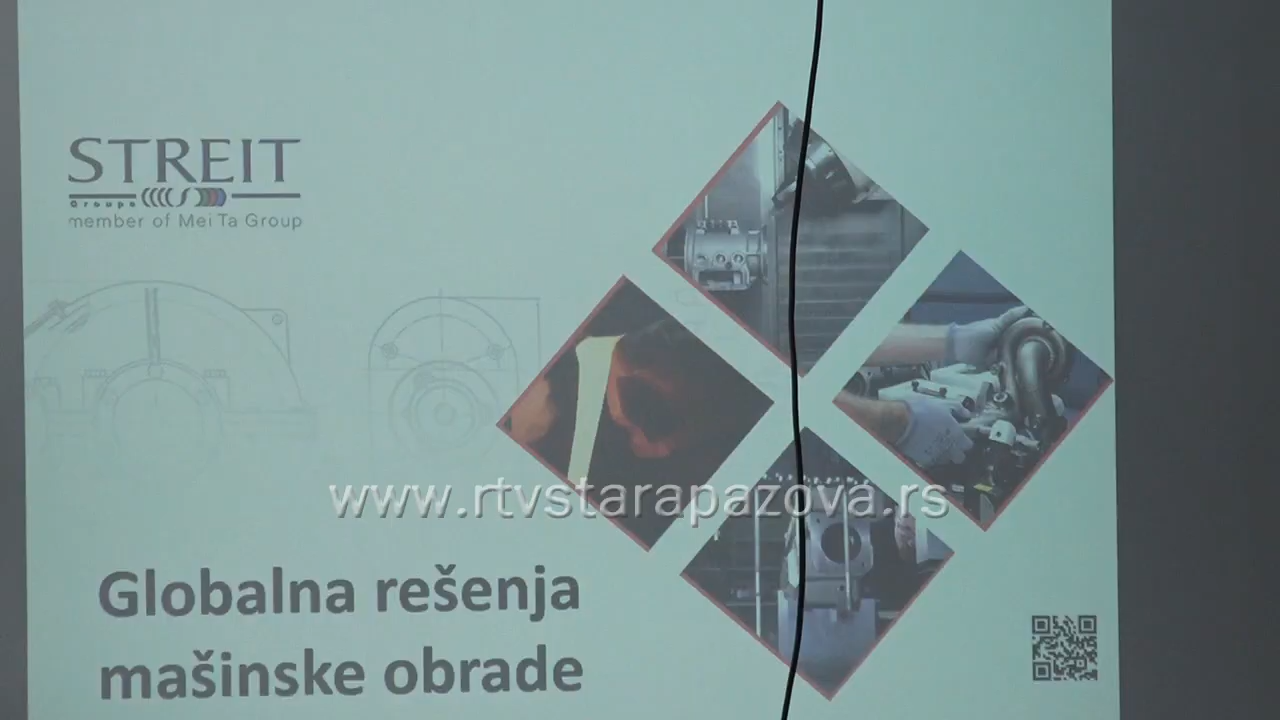 STREIT
Groupe
member of Mei Ta Group
www.rtvstarapazova.rs
Globalna rešenja
mašinske obrade